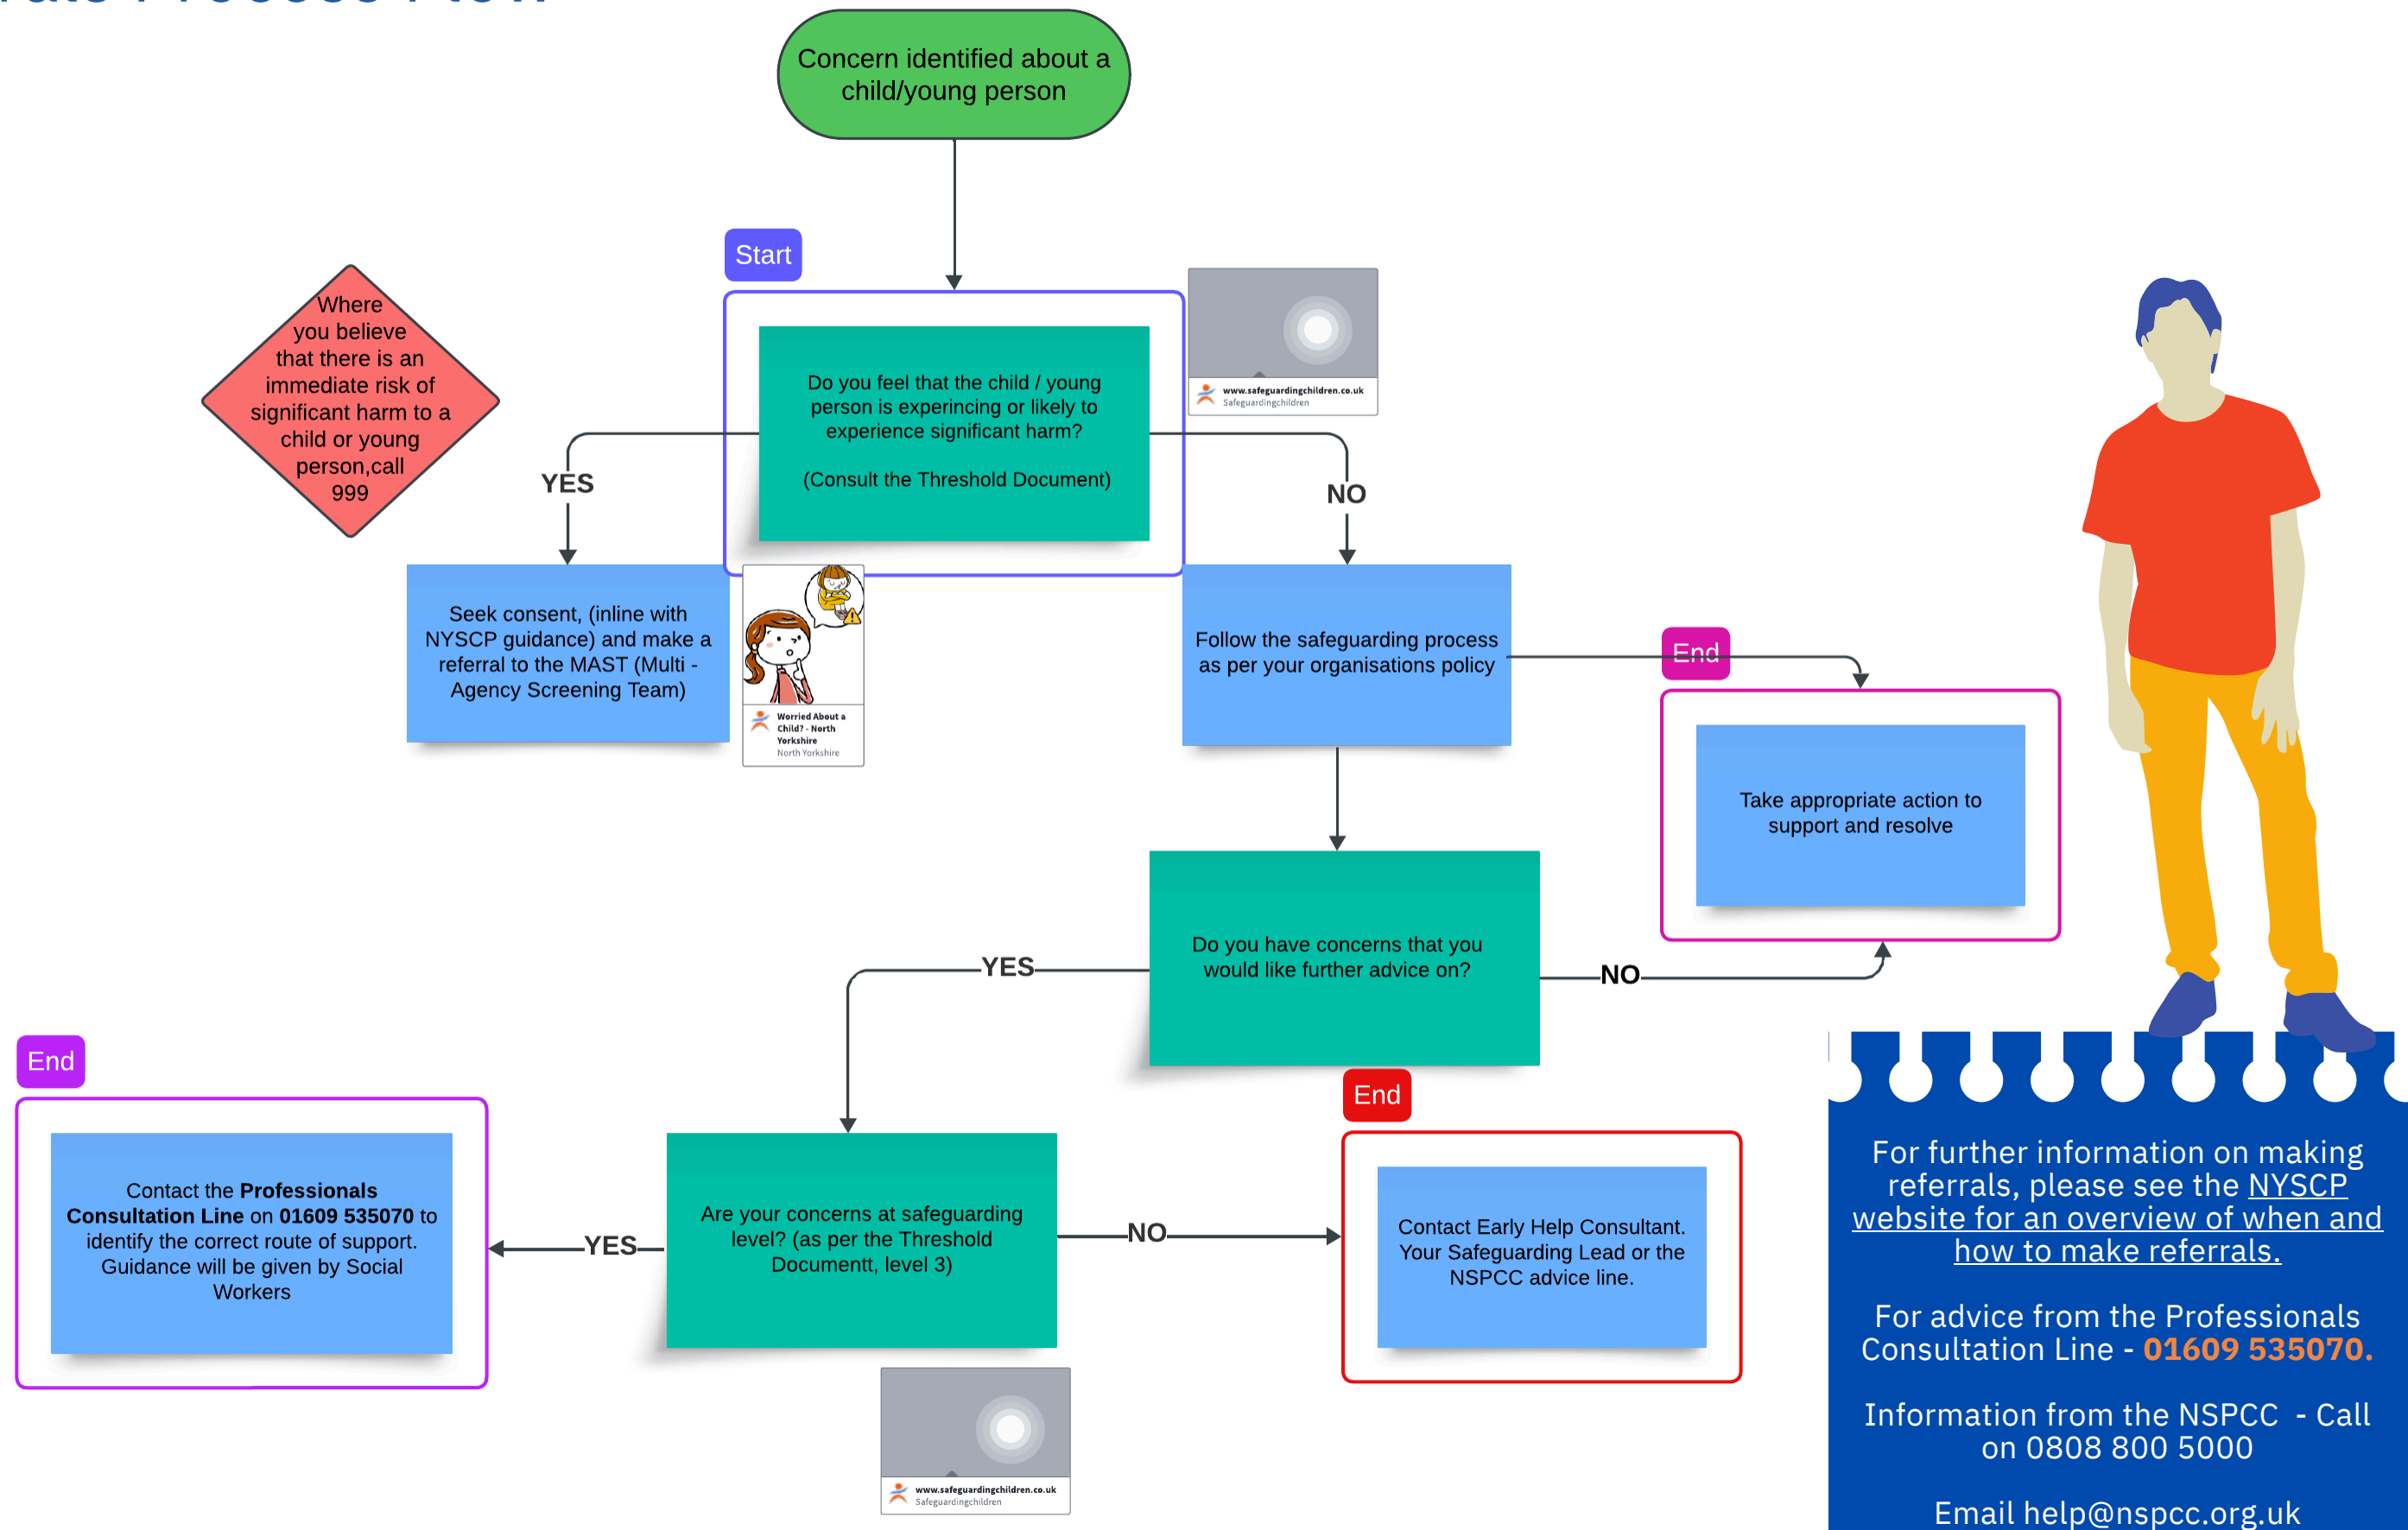 Concern identified about a
child/young person
Start
Where
you believe
that there is an
immediate risk of
significant harm to a
child or young
person,call
999
Do you feel that the child / young
person is experincing or likely to
experience significant harm?
(Consult the Threshold Document)
www.safeguardingchildren.co.uk
Safeguardingchildren
YES
NO
Seek consent, (inline with
NYSCP guidance) and make a
referral to the MAST (Multi -
Agency Screening Team)
Worried About a
Child? - North
Yorkshire
North Yorkshire
Follow the safeguarding process
as per your organisations policy
End
Take appropriate action to
support and resolve
Do you have concerns that you
would like further advice on?
YES
NO
End
Contact the Professionals
Consultation Line on 01609 535070 to
identify the correct route of support.
Guidance will be given by Social
Workers
YES
Are your concerns at safeguarding
level? (as per the Threshold
Documentt, level 3)
NO
End
Contact Early Help Consultant.
Your Safeguarding Lead or the
NSPCC advice line.
www.safeguardingchildren.co.uk
Safeguardingchildren
For further information on making
referrals, please see the NYSCP
website for an overview of when and
how to make referrals.
For advice from the Professionals
Consultation Line - 01609 535070.
Information from the NSPCC - Call
on 0808 800 5000
Email help@nspcc.org.uk